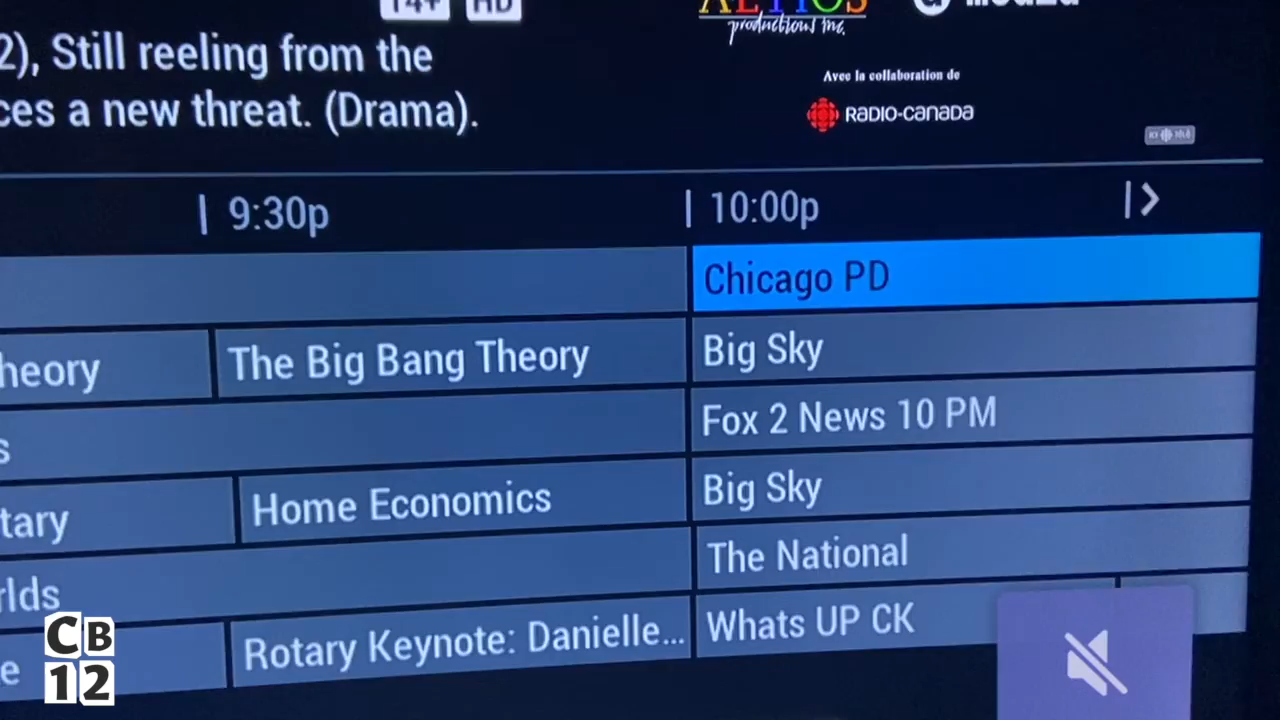 14+ HD
productions inc.
2), Still reeling from the
ces a new threat. (Drama).
Avec la collaboration de
RADIO-CANADA
9:30p
10:00p
Chicago PD
heory
The Big Bang Theory
Big Sky
s
Fox 2 News 10 PM
tary
Home Economics
Big Sky
rlds
The National
e
Rotary Keynote: Danielle...
Whats UP CK
CB
12